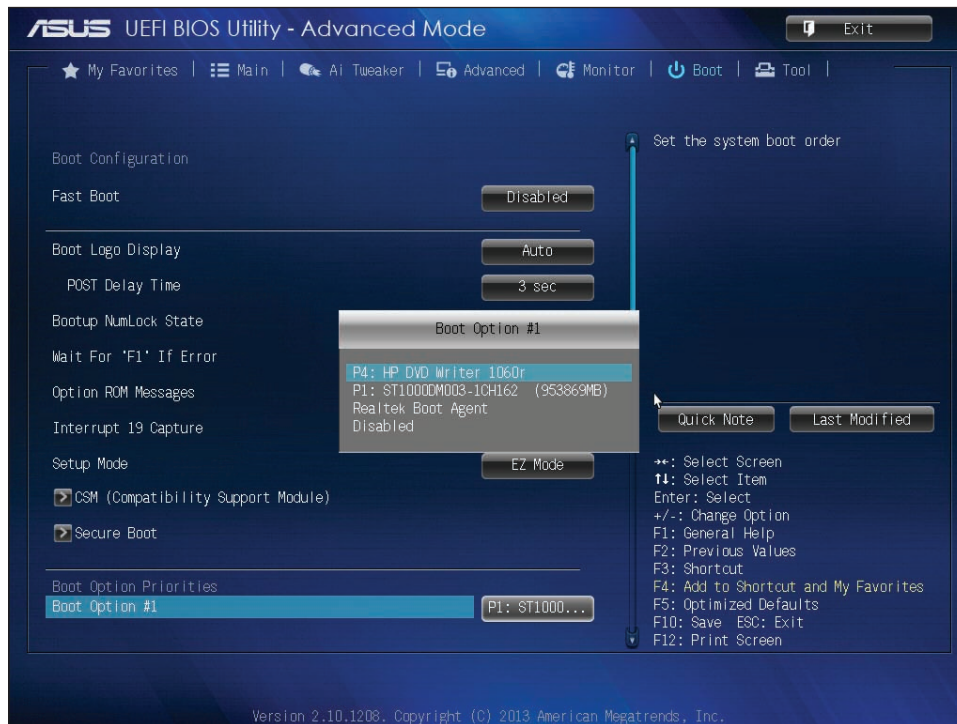 ASUS UEFI BIOS Utility - Advanced Mode
Exit
My Favorites | Main | Ai Tweaker | Advanced | Monitor | Boot | Tool |
Boot Configuration
Fast Boot
Disabled
Boot Logo Display
Auto
POST Delay Time
3 sec
Bootup NumLock State
Wait For 'F1' If Error
Option ROM Messages
Interrupt 19 Capture
Setup Mode
EZ Mode
CSM (Compatibility Support Module)
Secure Boot
Boot Option Priorities
Boot Option #1
P1: ST1000...
Boot Option #1
P4: HP DVD Writer 1060r
P1: ST1000DM003-1CH162 (953869MB)
Realtek Boot Agent
Disabled
Set the system boot order
Quick Note
Last Modified
→←: Select Screen
↑↓: Select Item
Enter: Select
+/-: Change Option
F1: General Help
F2: Previous Values
F3: Shortcut
F4: Add to Shortcut and My Favorites
F5: Optimized Defaults
F10: Save ESC: Exit
F12: Print Screen
Version 2.10.1208. Copyright (C) 2013 American Megatrends, Inc.